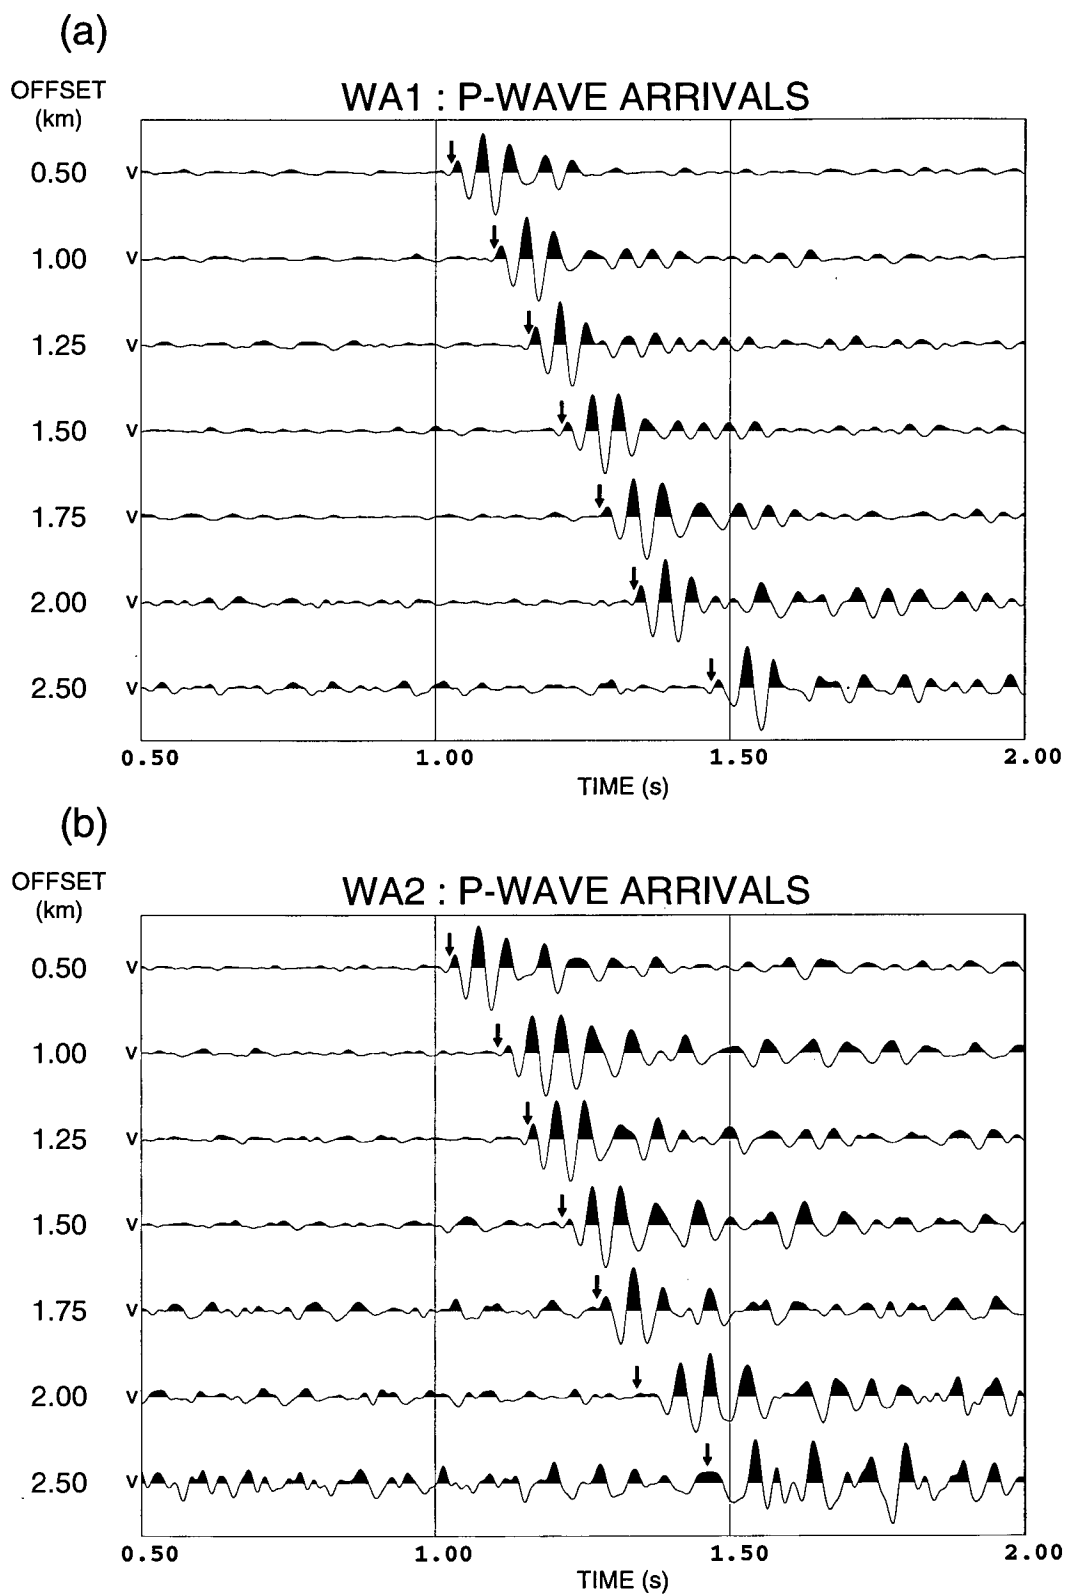 (a)
OFFSET
(km)
WA1 : P-WAVE ARRIVALS
0.50 v
1.00 v
1.25 v
1.50 v
1.75 v
2.00 v
2.50 v
0.50 1.00 1.50 2.00
TIME (s)
(b)
OFFSET
(km)
WA2 : P-WAVE ARRIVALS
0.50 v
1.00 v
1.25 v
1.50 v
1.75 v
2.00 v
2.50 v
0.50 1.00 1.50 2.00
TIME (s)